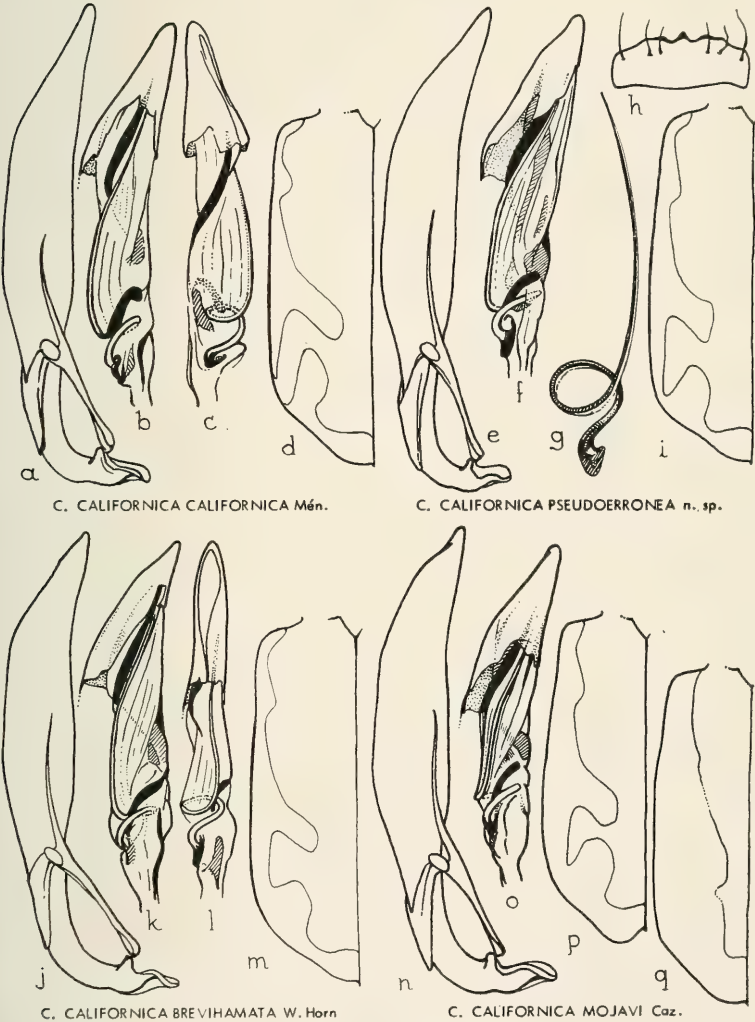 h
b
c.
d
f
e
g
i
a
C. CALIFORNICA CALIFORNICA Mén.
C. CALIFORNICA PSEUDOERRONEA n. sp.
k
l
m
o
p
q
j
n
C. CALIFORNICA BREVIHAMATA W. Horn
C. CALIFORNICA MOJAVI Caz.